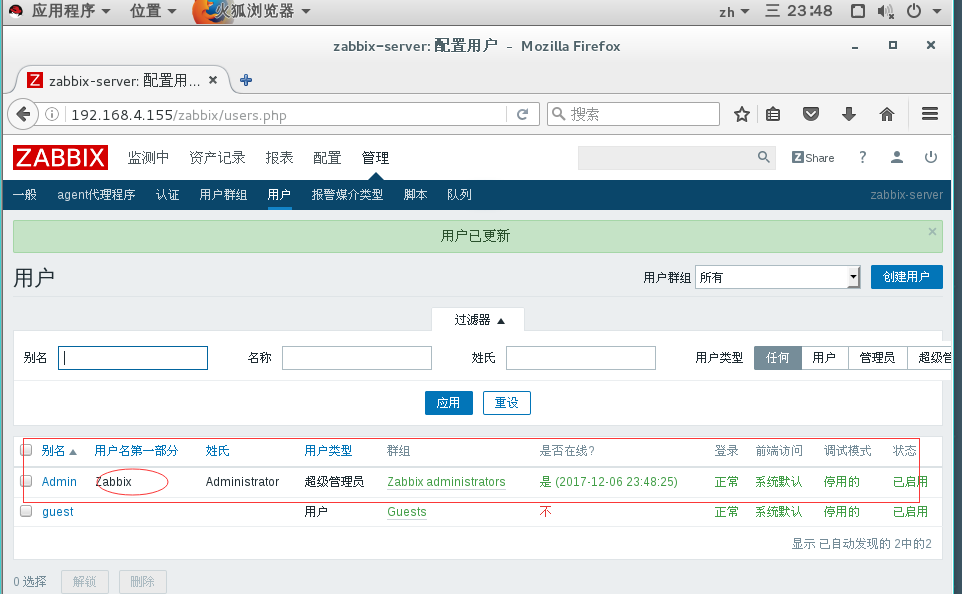 应用程序 位置 火狐浏览器 zh 三 23:48
zabbix-server: 配置用户 - Mozilla Firefox
Z zabbix-server: 配置用...
192.168.4.155/zabbix/users.php 搜索
ZABBIX 监测中 资产记录 报表 配置 管理 Z Share ?
一般 agent代理程序 认证 用户群组 用户 报警媒介类型 脚本 队列 zabbix-server
用户已更新
用户 用户群组 所有 创建用户
过滤器
别名 名称 姓氏 用户类型 任何 用户 管理员 超级管
应用 重设
别名 用户名第一部分 姓氏 用户类型 群组 是否在线? 登录 前端访问 调试模式 状态
Admin Zabbix Administrator 超级管理员 Zabbix administrators 是 (2017-12-06 23:48:25) 正常 系统默认 停用的 已启用
guest 用户 Guests 不 正常 系统默认 停用的 已启用
显示 已自动发现的 2中的2
0 选择 解锁 删除